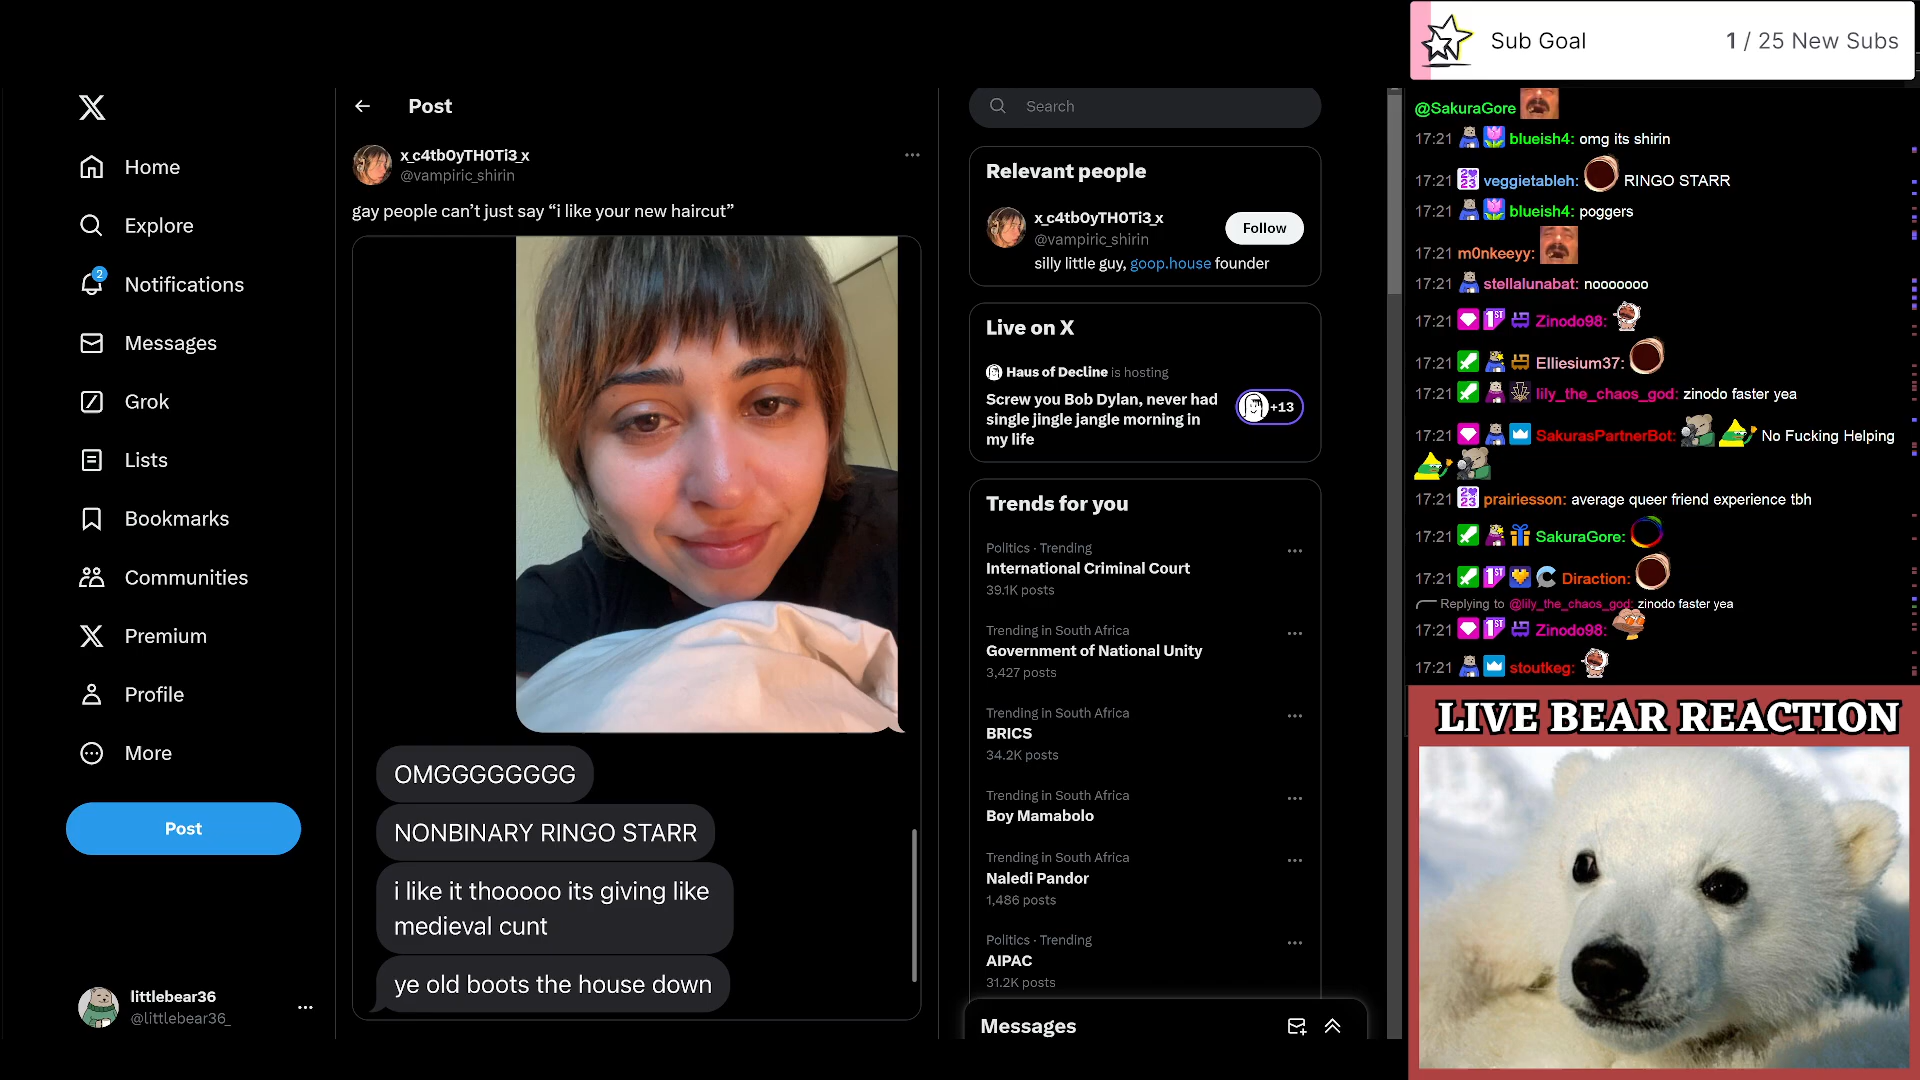 Sub Goal
1 / 25 New Subs
Home
Explore
2
Notifications
Messages
Grok
Lists
Bookmarks
Communities
Premium
Profile
More
Post
littlebear36
@littlebear36_
Post
x_c4tb0yTH0Ti3_x
@vampiric_shirin
gay people can’t just say “i like your new haircut”
OMGGGGGGGG
NONBINARY RINGO STARR
i like it thooooo its giving like
medieval cunt
ye old boots the house down
Search
Relevant people
x_c4tb0yTH0Ti3_x
@vampiric_shirin
Follow
silly little guy, goop.house founder
Live on X
Haus of Decline is hosting
Screw you Bob Dylan, never had
single jingle jangle morning in
my life
+13
Trends for you
Politics · Trending
International Criminal Court
39.1K posts
Trending in South Africa
Government of National Unity
3,427 posts
Trending in South Africa
BRICS
34.2K posts
Trending in South Africa
Boy Mamabolo
Trending in South Africa
Naledi Pandor
1,486 posts
Politics · Trending
AIPAC
31.2K posts
Messages
@SakuraGore
17:21 blueish4: omg its shirin
17:21 veggietableh: RINGO STARR
17:21 blueish4: poggers
17:21 m0nkeeyy:
17:21 stellalunabat: nooooooo
17:21 1ST Zinodo98:
17:21 Elliesium37:
17:21 lily_the_chaos_god: zinodo faster yea
17:21 SakurasPartnerBot: No Fucking Helping
17:21 prairiesson: average queer friend experience tbh
17:21 SakuraGore:
17:21 1ST Diraction:
Replying to @lily_the_chaos_god: zinodo faster yea
17:21 1ST Zinodo98:
17:21 stoutkeg:
LIVE BEAR REACTION